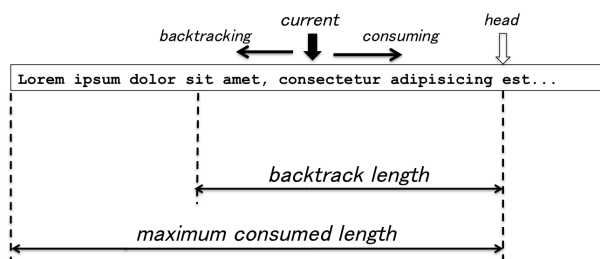 current
head
backtracking
consuming
Lorem ipsum dolor sit amet, consectetur adipisicing est...
backtrack length
maximum consumed length